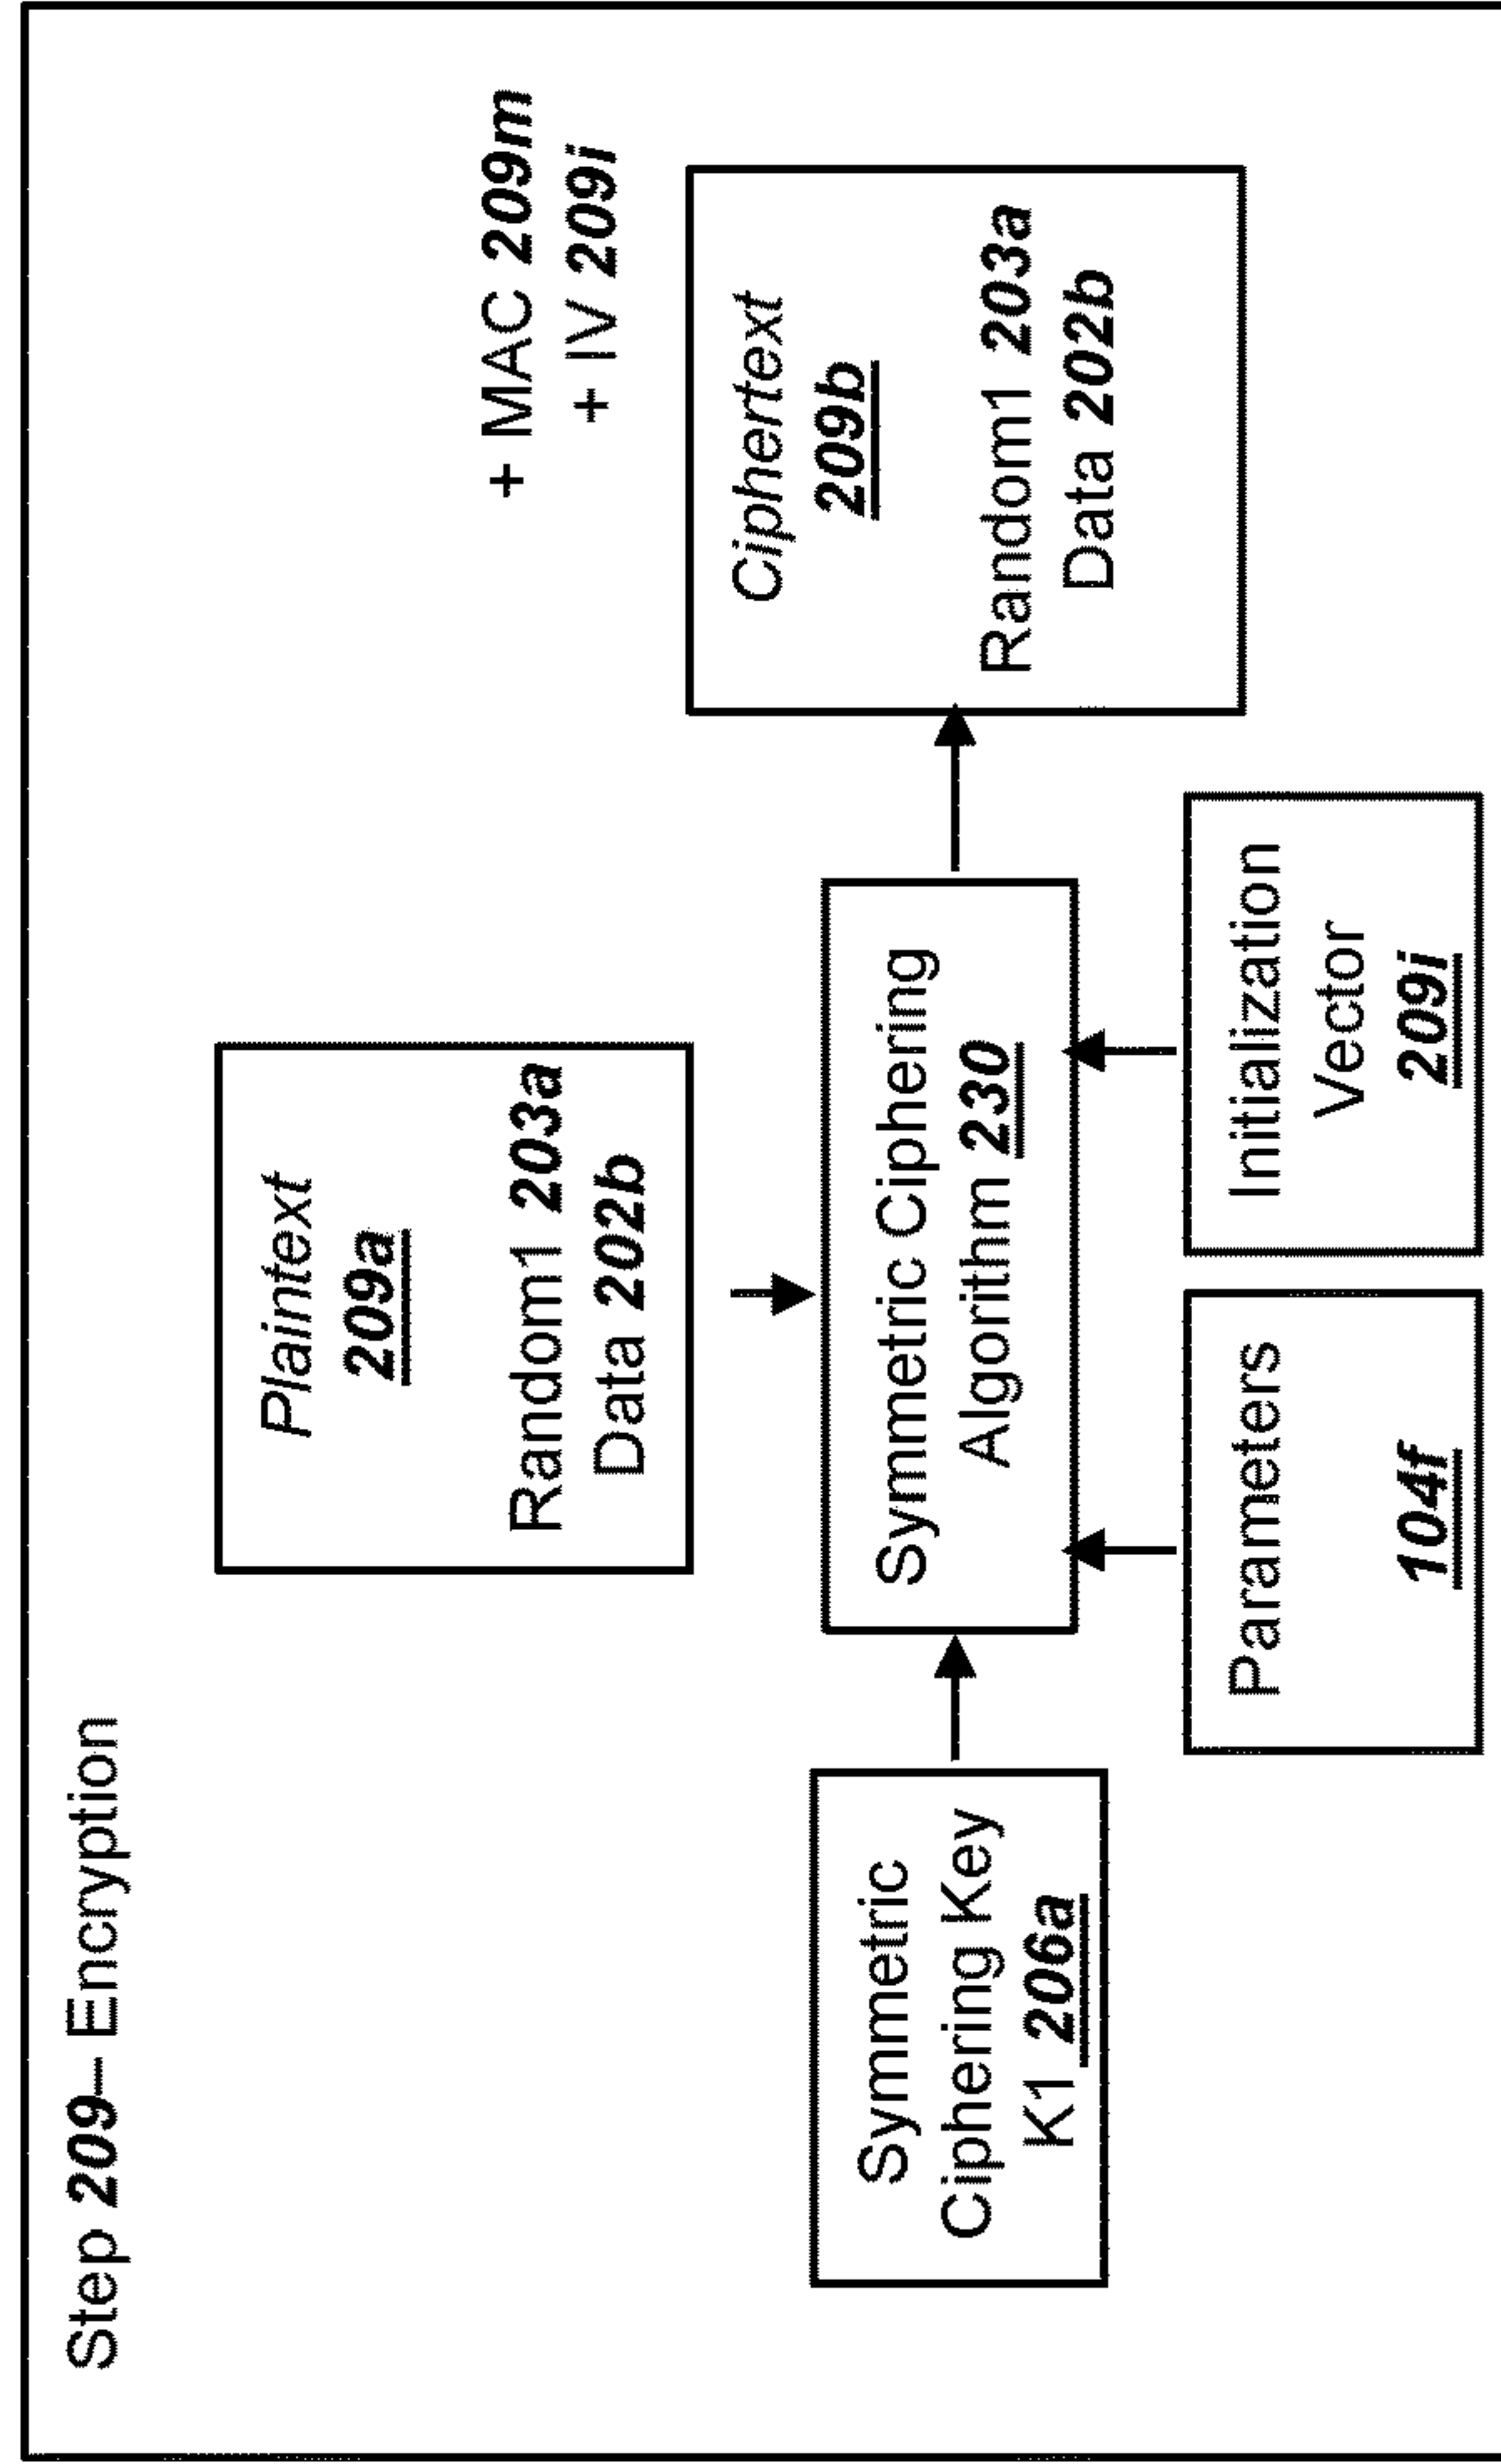 Step 209– Encryption
Plaintext
209a
Random1 203a
Data 202b
+ MAC 209m
+ IV 209i
Ciphertext
209b
Random1 203a
Data 202b
Symmetric
Ciphering Key
K1 206a
Symmetric Ciphering
Algorithm 230
Parameters
104f
Initialization
Vector
209i